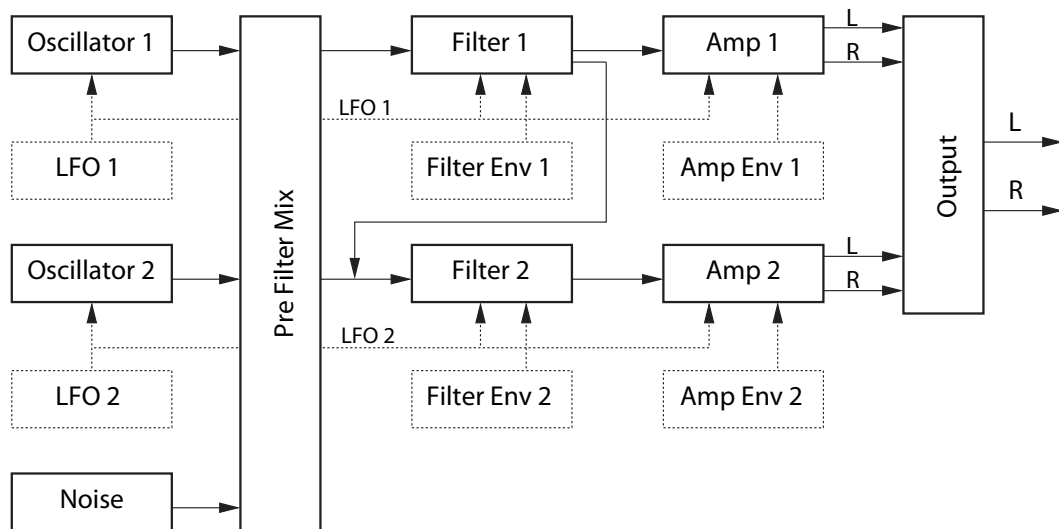 Oscillator 1
Filter 1
Amp 1
L
R
LFO 1
LFO 1
Filter Env 1
Amp Env 1
Pre Filter Mix
Output
L
R
Oscillator 2
Filter 2
Amp 2
L
R
LFO 2
LFO 2
Filter Env 2
Amp Env 2
Noise